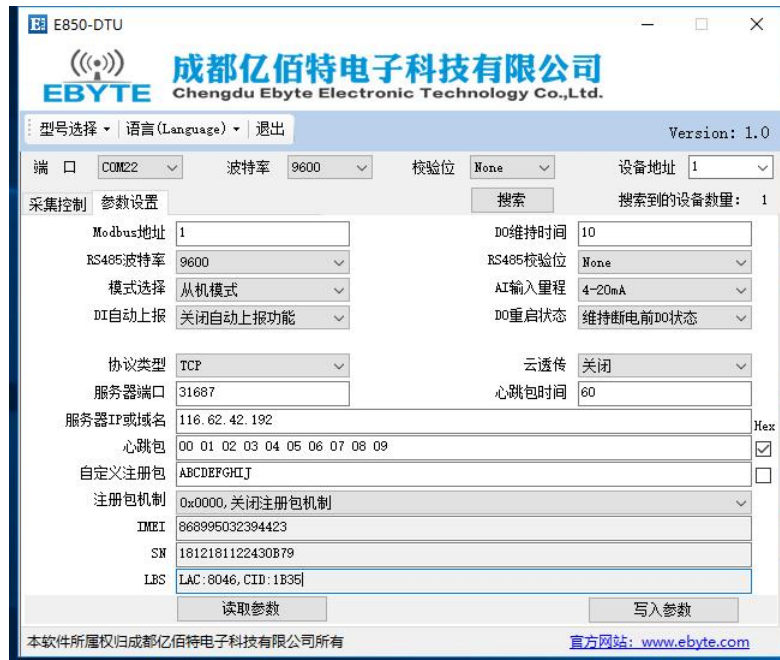 E850-DTU
((·)) EBYTE 成都亿佰特电子科技有限公司
Chengdu Ebyte Electronic Technology Co.,Ltd.
型号选择 语言(Language) 退出 Version: 1.0
端 口 COM22 波特率 9600 校验位 None 设备地址 1
采集控制 参数设置 搜索 搜索到的设备数量: 1
Modbus地址 1 DO维持时间 10
RS485波特率 9600 RS485校验位 None
模式选择 从机模式 AI输入量程 4-20mA
DI自动上报 关闭自动上报功能 DO重启状态 维持断电前DO状态
协议类型 TCP 云透传 关闭
服务器端口 31687 心跳包时间 60
服务器IP或域名 116.62.42.192 Hex
心跳包 00 01 02 03 04 05 06 07 08 09
自定义注册包 ABCDEFGHIJ
注册包机制 0x0000,关闭注册包机制
IMEI 868995032394423
SN 1812181122430B79
LBS LAC:8046,CID:1B35
读取参数 写入参数
本软件所属权归成都亿佰特电子科技有限公司所有 官方网站: www.ebyte.com